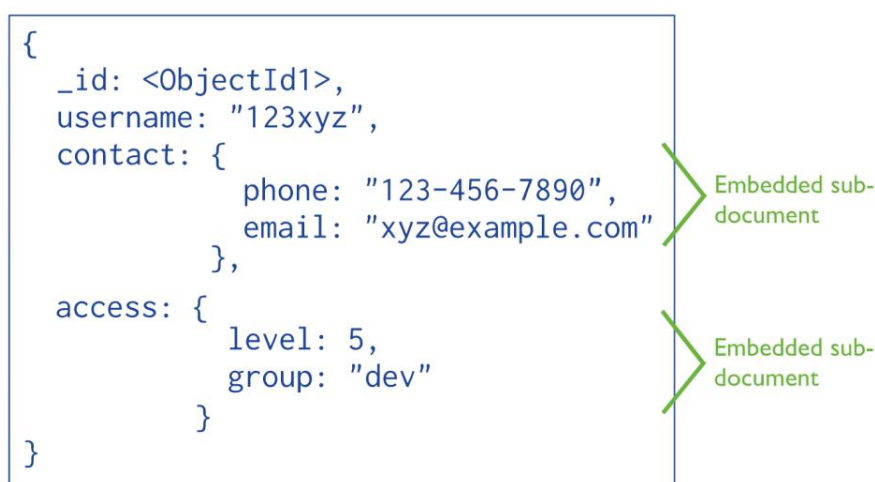 {
_id: <ObjectId1>,
username: "123xyz",
contact: {
phone: "123-456-7890",
email: "xyz@example.com"
},
access: {
level: 5,
group: "dev"
}
}
Embedded sub-
document
Embedded sub-
document